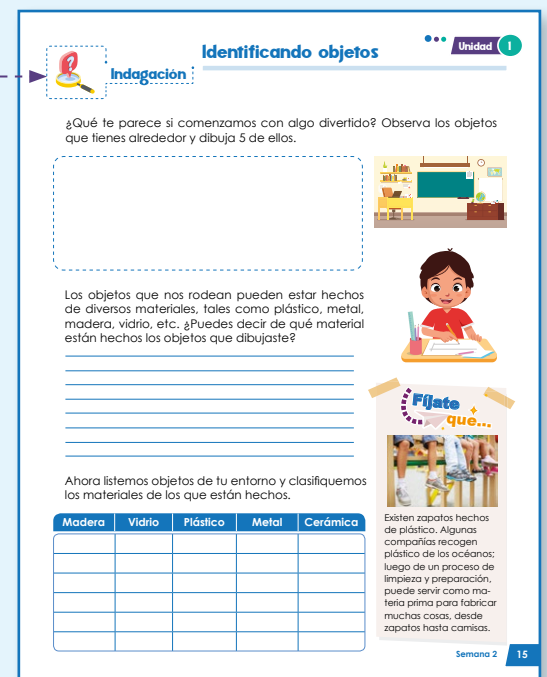 Identificando objetos
Unidad 1
Indagación
¿Qué te parece si comenzamos con algo divertido? Observa los objetos
que tienes alrededor y dibuja 5 de ellos.
Los objetos que nos rodean pueden estar hechos
de diversos materiales, tales como plástico, metal,
madera, vidrio, etc. ¿Puedes decir de qué material
están hechos los objetos que dibujaste?
Fíjate
que...
Existen zapatos hechos
de plástico. Algunas
compañías recogen
plástico de los océanos;
luego de un proceso de
limpieza y preparación,
puede servir como ma-
teria prima para fabricar
muchas cosas, desde
zapatos hasta camisas.
Ahora listemos objetos de tu entorno y clasifiquemos
los materiales de los que están hechos.
Madera Vidrio Plástico Metal Cerámica
Semana 2 15